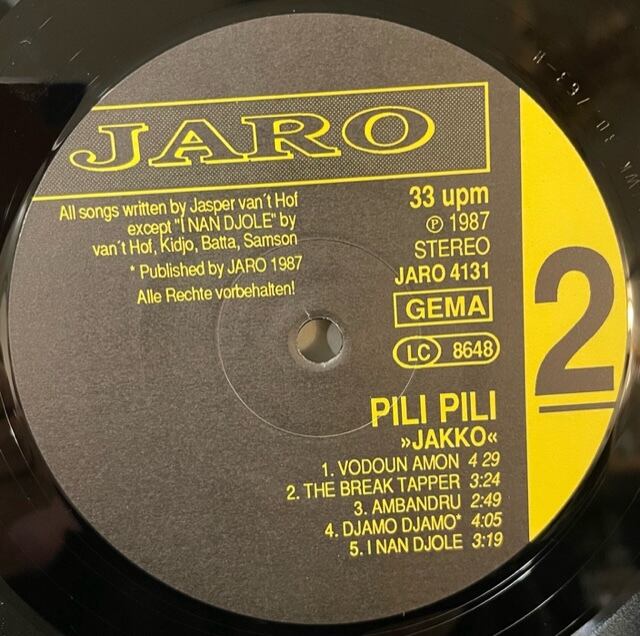 JARO
All songs written by Jasper van´t Hof
except "I NAN DJOLE" by
van´t Hof, Kidjo, Batta, Samson
* Published by JARO 1987
Alle Rechte vorbehalten!
33 upm
℗ 1987
STEREO
JARO 4131
GEMA
LC 8648
2
PILI PILI
»JAKKO«
1. VODOUN AMON 4 29
2. THE BREAK TAPPER 3:24
3. AMBANDRU 2:49
4. DJAMO DJAMO* 4:05
5. I NAN DJOLE 3:19